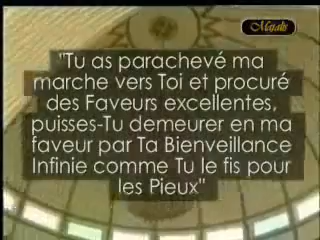 Majalis
"Tu as parachevé ma
marche vers Toi et procuré
des Faveurs excellentes,
puisses-Tu demeurer en ma
faveur par Ta Bienveillance
Infinie comme Tu le fis pour
les Pieux"